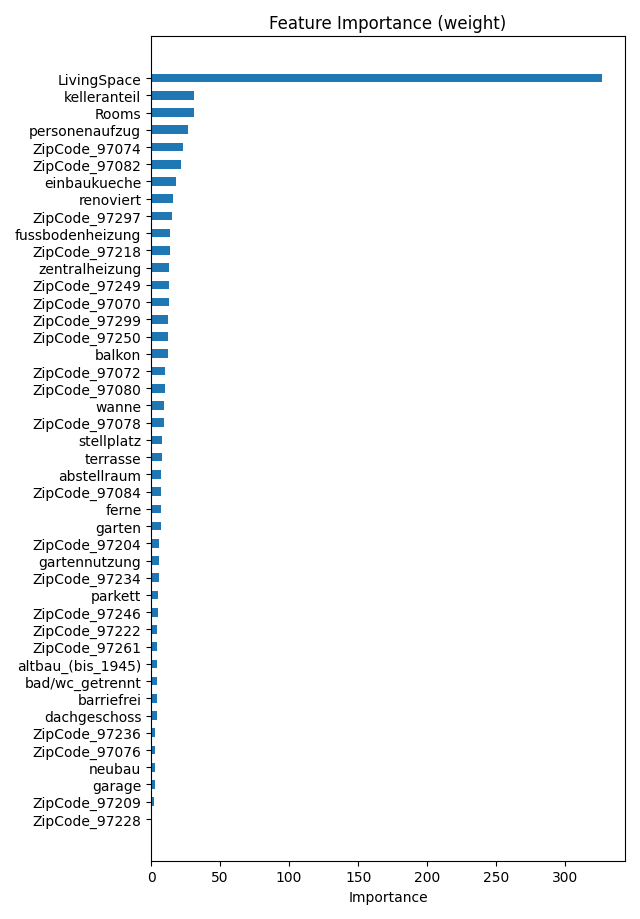 Feature Importance (weight)
LivingSpace
kelleranteil
Rooms
personenaufzug
ZipCode_97074
ZipCode_97082
einbaukueche
renoviert
ZipCode_97297
fussbodenheizung
ZipCode_97218
zentralheizung
ZipCode_97249
ZipCode_97070
ZipCode_97299
ZipCode_97250
balkon
ZipCode_97072
ZipCode_97080
wanne
ZipCode_97078
stellplatz
terrasse
abstellraum
ZipCode_97084
ferne
garten
ZipCode_97204
gartennutzung
ZipCode_97234
parkett
ZipCode_97246
ZipCode_97222
ZipCode_97261
altbau_(bis_1945)
bad/wc_getrennt
barriefrei
dachgeschoss
ZipCode_97236
ZipCode_97076
neubau
garage
ZipCode_97209
ZipCode_97228
0 50 100 150 200 250 300
Importance